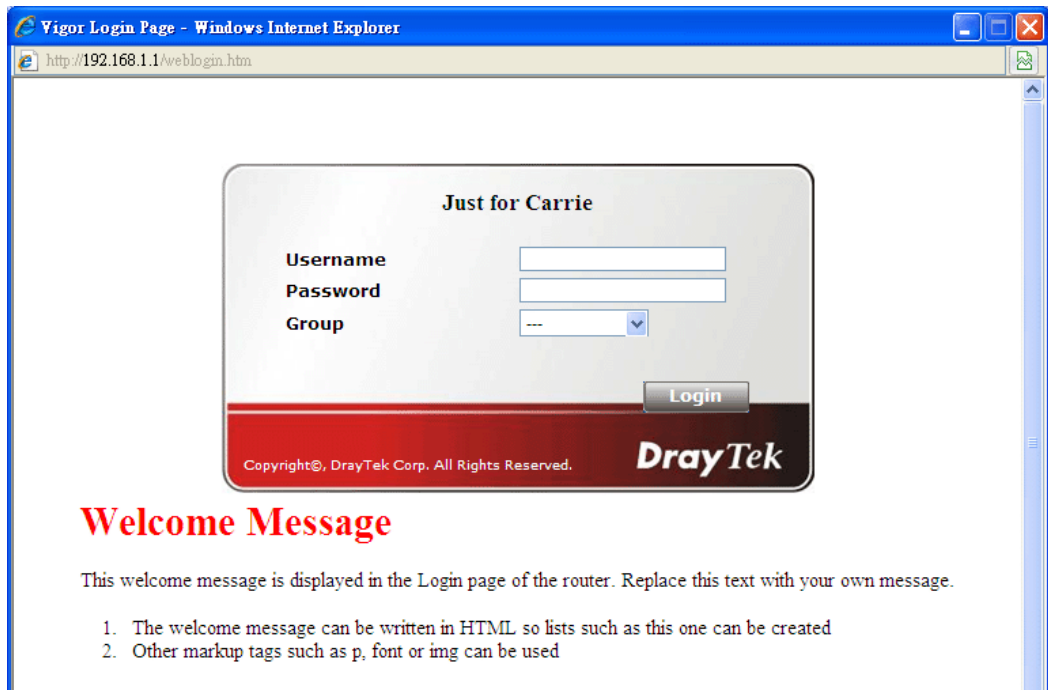 Vigor Login Page - Windows Internet Explorer
http://192.168.1.1/weblogin.htm
Just for Carrie
Username
Password
Group
---
Login
Copyright©, DrayTek Corp. All Rights Reserved.
DrayTek
Welcome Message
This welcome message is displayed in the Login page of the router. Replace this text with your own message.
1. The welcome message can be written in HTML so lists such as this one can be created
2. Other markup tags such as p, font or img can be used